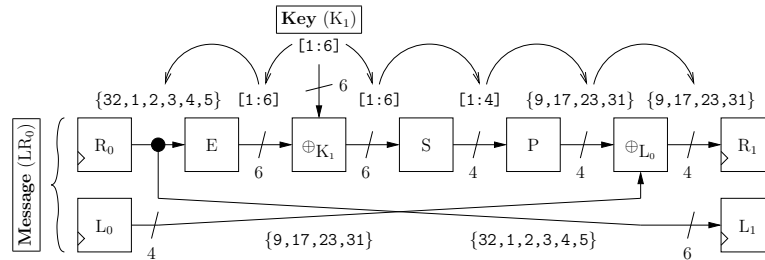 Key (K₁)
[1:6]
6
{32,1,2,3,4,5} [1:6] [1:6] [1:4] {9,17,23,31} {9,17,23,31}
Message (LR₀)
R₀ E ⊕K₁ S P ⊕L₀ R₁
6 6 4 4 4
L₀ L₁
4 {9,17,23,31} {32,1,2,3,4,5} 6